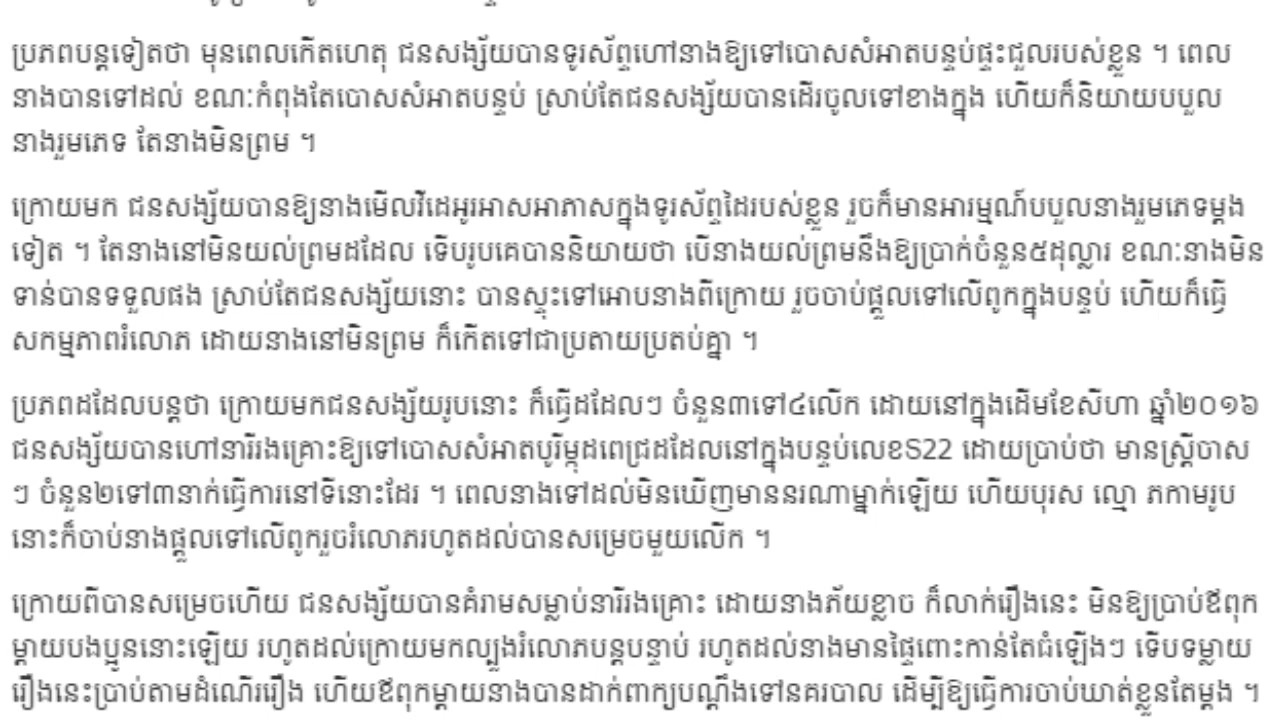 ប្រភពបន្តទៀតថា មុនពេលកើតហេតុ ជនសង្ស័យបានទូរស័ព្ទហៅនាងឱ្យទៅបោសសំអាតបន្ទប់ផ្ទះជួលរបស់ខ្លួន ។ ពេល
នាងបានទៅដល់ ខណៈកំពុងតែបោសសំអាតបន្ទប់ ស្រាប់តែជនសង្ស័យបានដើរចូលទៅខាងក្នុង ហើយក៏និយាយបបួល
នាងរួមភេទ តែនាងមិនព្រម ។
ក្រោយមក ជនសង្ស័យបានឱ្យនាងមើលវីដេអូរអាសអាភាសក្នុងទូរស័ព្ទដៃរបស់ខ្លួន រួចក៏មានអារម្មណ៍បបួលនាងរួមភេទម្តង
ទៀត ។ តែនាងនៅមិនយល់ព្រមដដែល ទើបរូបគេបាននិយាយថា បើនាងយល់ព្រមនឹងឱ្យប្រាក់ចំនួន៥ដុល្លារ ខណៈនាងមិន
ទាន់បានទទួលផង ស្រាប់តែជនសង្ស័យនោះ បានស្ទុះទៅអោបនាងពីក្រោយ រួចចាប់ផ្តួលទៅលើពូកក្នុងបន្ទប់ ហើយក៏ធ្វើ
សកម្មភាពរំលោភ ដោយនាងនៅមិនព្រម ក៏កើតទៅជាប្រតាយប្រតប់គ្នា ។
ប្រភពដដែលបន្តថា ក្រោយមកជនសង្ស័យរូបនោះ ក៏ធ្វើដដែលៗ ចំនួន៣ទៅ៤លើក ដោយនៅក្នុងដើមខែសីហា ឆ្នាំ២០១៦
ជនសង្ស័យបានហៅនារីរងគ្រោះឱ្យទៅបោសសំអាតបូរីម្កុដពេជ្រដដែលនៅក្នុងបន្ទប់លេខS22 ដោយប្រាប់ថា មានស្ត្រីចាស
ៗ ចំនួន២ទៅ៣នាក់ធ្វើការនៅទីនោះដែរ ។ ពេលនាងទៅដល់មិនឃើញមាននរណាម្នាក់ឡើយ ហើយបុរស ល្មោ ភកាមរូប
នោះក៏ចាប់នាងផ្តួលទៅលើពូករួចរំលោភរហូតដល់បានសម្រេចមួយលើក ។
ក្រោយពីបានសម្រេចហើយ ជនសង្ស័យបានគំរាមសម្លាប់នារីរងគ្រោះ ដោយនាងភ័យខ្លាច ក៏លាក់រឿងនេះ មិនឱ្យប្រាប់ឪពុក
ម្តាយបងប្អូននោះឡើយ រហូតដល់ក្រោយមកល្បួងរំលោភបន្តបន្ទាប់ រហូតដល់នាងមានផ្ទៃពោះកាន់តែធំឡើងៗ ទើបទម្លាយ
រឿងនេះប្រាប់តាមដំណើររឿង ហើយឪពុកម្តាយនាងបានដាក់ពាក្យបណ្តឹងទៅនគរបាល ដើម្បីឱ្យធ្វើការចាប់ឃាត់ខ្លួនតែម្តង ។